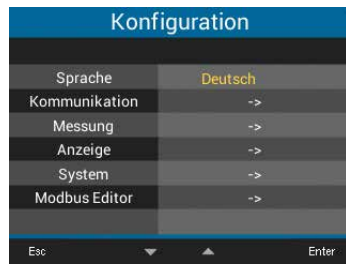 Konfiguration
Sprache Deutsch
Kommunikation ->
Messung ->
Anzeige ->
System ->
Modbus Editor ->
Esc Enter